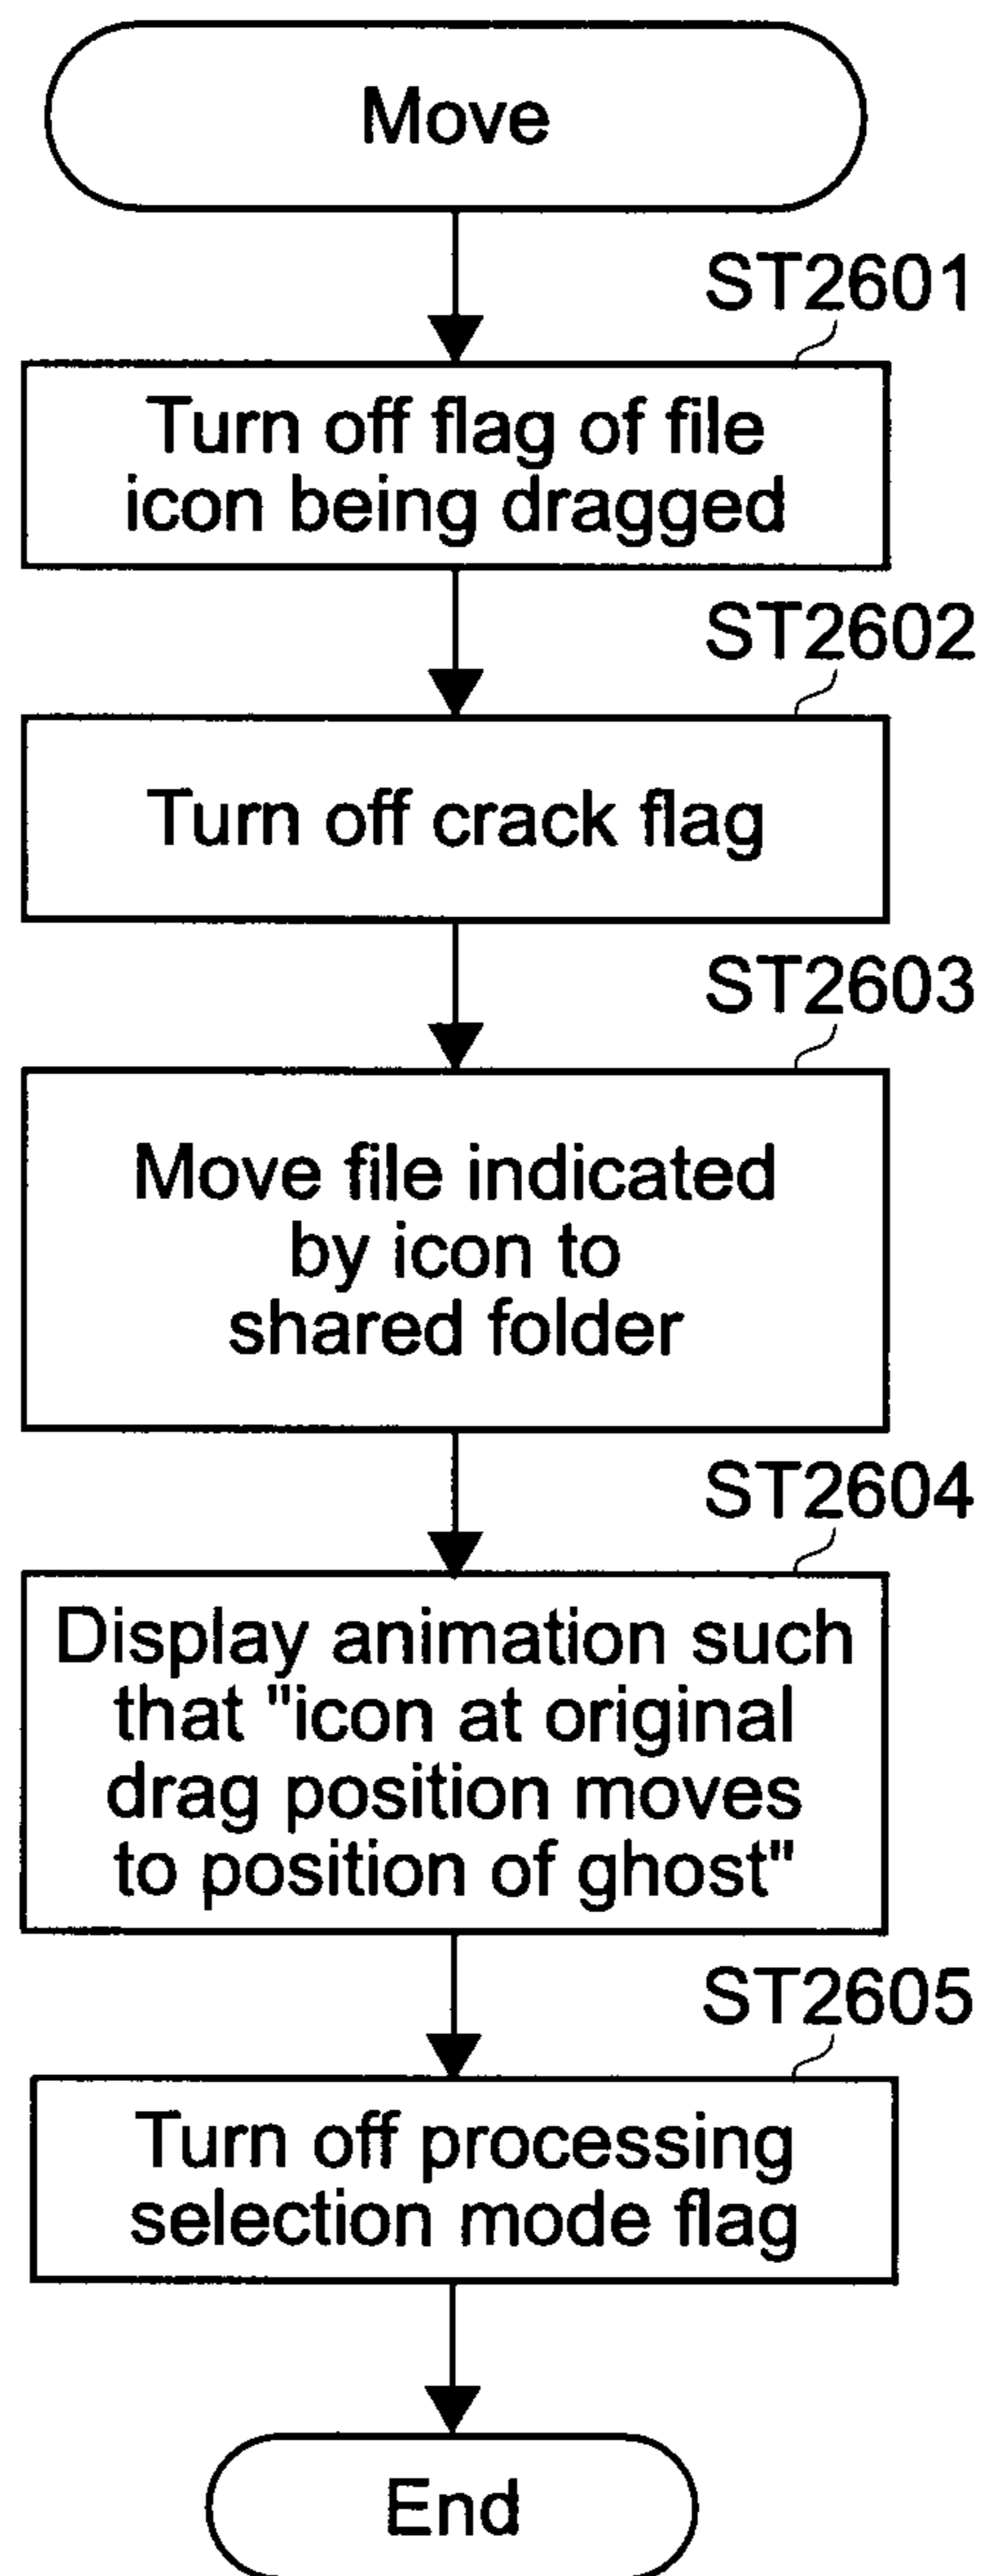 Move
ST2601
Turn off flag of file
icon being dragged
ST2602
Turn off crack flag
ST2603
Move file indicated
by icon to
shared folder
ST2604
Display animation such
that "icon at original
drag position moves
to position of ghost"
ST2605
Turn off processing
selection mode flag
End